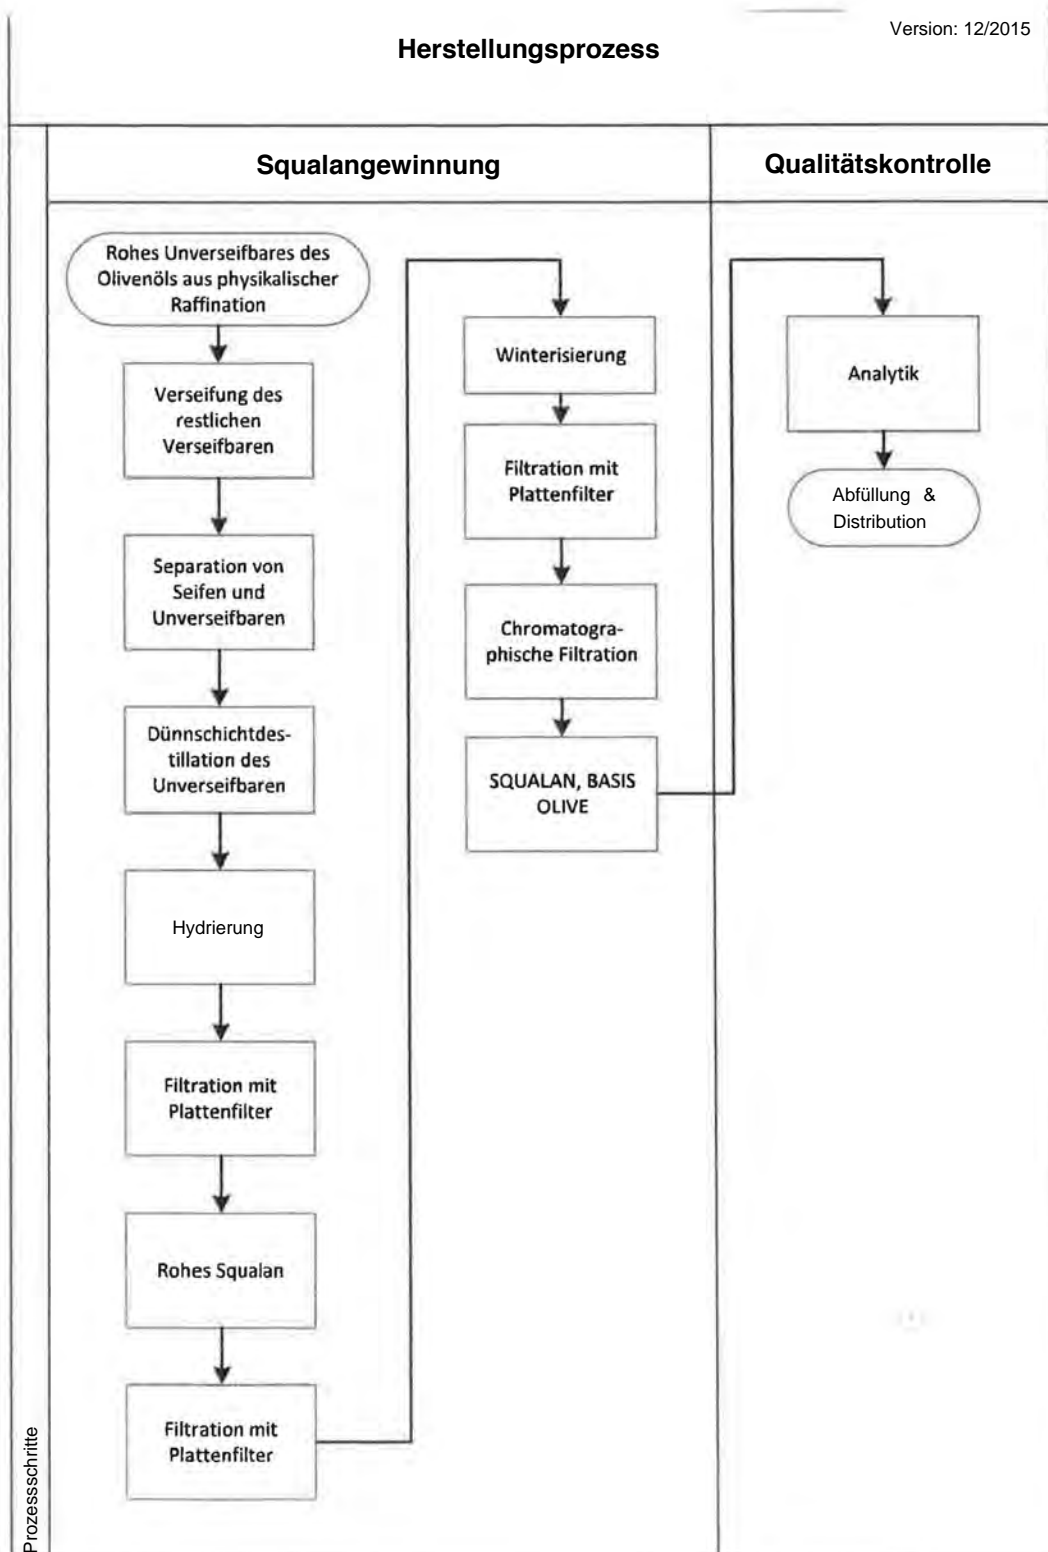 Version: 12/2015
Herstellungsprozess
Squalangewinnung
Qualitätskontrolle
Rohes Unverseifbares des
Olivenöls aus physikalischer
Raffination
Verseifung des
restlichen
Verseifbaren
Separation von
Seifen und
Unverseifbaren
Dünnschichtdes-
tillation des
Unverseifbaren
Hydrierung
Filtration mit
Plattenfilter
Rohes Squalan
Filtration mit
Plattenfilter
Winterisierung
Filtration mit
Plattenfilter
Chromatogra-
phische Filtration
SQUALAN, BASIS
OLIVE
Analytik
Abfüllung &
Distribution
Prozessschritte